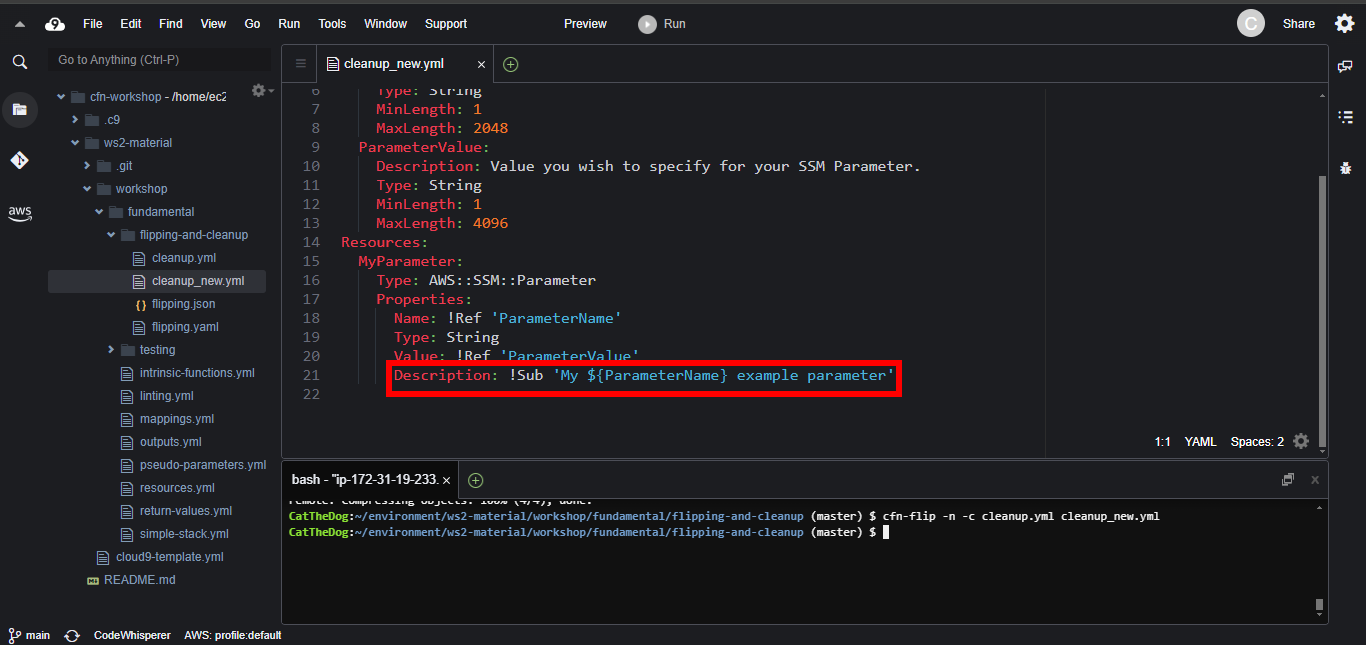 File Edit Find View Go Run Tools Window Support Preview Run C Share
Go to Anything (Ctrl-P)
cfn-workshop - /home/ec2
.c9
ws2-material
.git
workshop
fundamental
flipping-and-cleanup
cleanup.yml
cleanup_new.yml
flipping.json
flipping.yaml
testing
intrinsic-functions.yml
linting.yml
mappings.yml
outputs.yml
pseudo-parameters.yml
resources.yml
return-values.yml
simple-stack.yml
cloud9-template.yml
README.md
aws
cleanup_new.yml
6 Type: String
7 MinLength: 1
8 MaxLength: 2048
9 ParameterValue:
10 Description: Value you wish to specify for your SSM Parameter.
11 Type: String
12 MinLength: 1
13 MaxLength: 4096
14 Resources:
15 MyParameter:
16 Type: AWS::SSM::Parameter
17 Properties:
18 Name: !Ref 'ParameterName'
19 Type: String
20 Value: !Ref 'ParameterValue'
21 Description: !Sub 'My ${ParameterName} example parameter'
22
1:1 YAML Spaces: 2
bash - "ip-172-31-19-233.
remote: Compressing objects: 100% (4/4), done.
CatTheDog:~/environment/ws2-material/workshop/fundamental/flipping-and-cleanup (master) $ cfn-flip -n -c cleanup.yml cleanup_new.yml
CatTheDog:~/environment/ws2-material/workshop/fundamental/flipping-and-cleanup (master) $
main CodeWhisperer AWS: profile:default